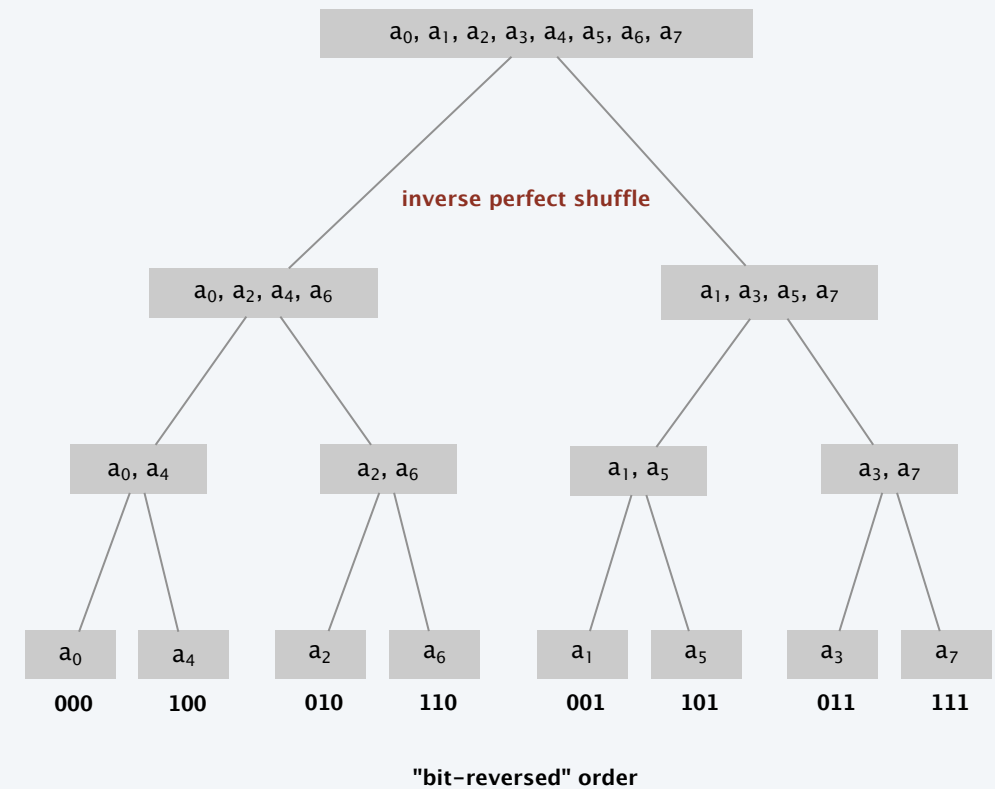 a₀, a₁, a₂, a₃, a₄, a₅, a₆, a₇
inverse perfect shuffle
a₀, a₂, a₄, a₆
a₁, a₃, a₅, a₇
a₀, a₄
a₂, a₆
a₁, a₅
a₃, a₇
a₀
a₄
a₂
a₆
a₁
a₅
a₃
a₇
000
100
010
110
001
101
011
111
"bit-reversed" order